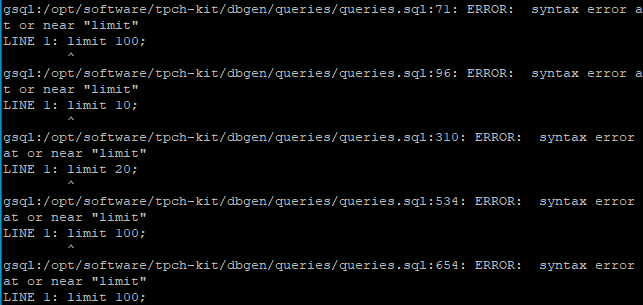 gsql:/opt/software/tpch-kit/dbgen/queries/queries.sql:71: ERROR:  syntax error a
t or near "limit"
LINE 1: limit 100;
        ^
gsql:/opt/software/tpch-kit/dbgen/queries/queries.sql:96: ERROR:  syntax error a
t or near "limit"
LINE 1: limit 10;
        ^
gsql:/opt/software/tpch-kit/dbgen/queries/queries.sql:310: ERROR:  syntax error
at or near "limit"
LINE 1: limit 20;
        ^
gsql:/opt/software/tpch-kit/dbgen/queries/queries.sql:534: ERROR:  syntax error
at or near "limit"
LINE 1: limit 100;
        ^
gsql:/opt/software/tpch-kit/dbgen/queries/queries.sql:654: ERROR:  syntax error
at or near "limit"
LINE 1: limit 100;